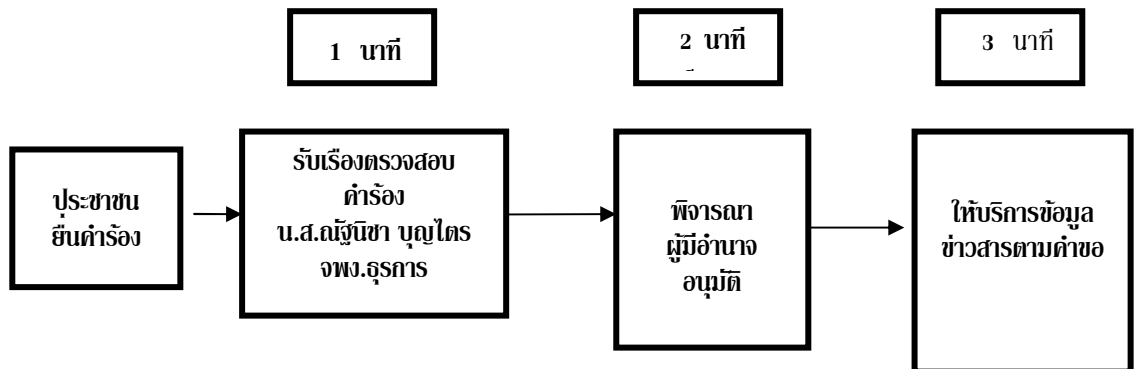 1 นาที
2 นาที
3 นาที
ประชาชน
ยื่นคำร้อง
รับเรื่องตรวจสอบ
คำร้อง
น.ส.ณัฐนิชา บุญไตร
จพง.ธุรการ
พิจารณา
ผู้มีอำนาจ
อนุมัติ
ให้บริการข้อมูล
ข่าวสารตามคำขอ